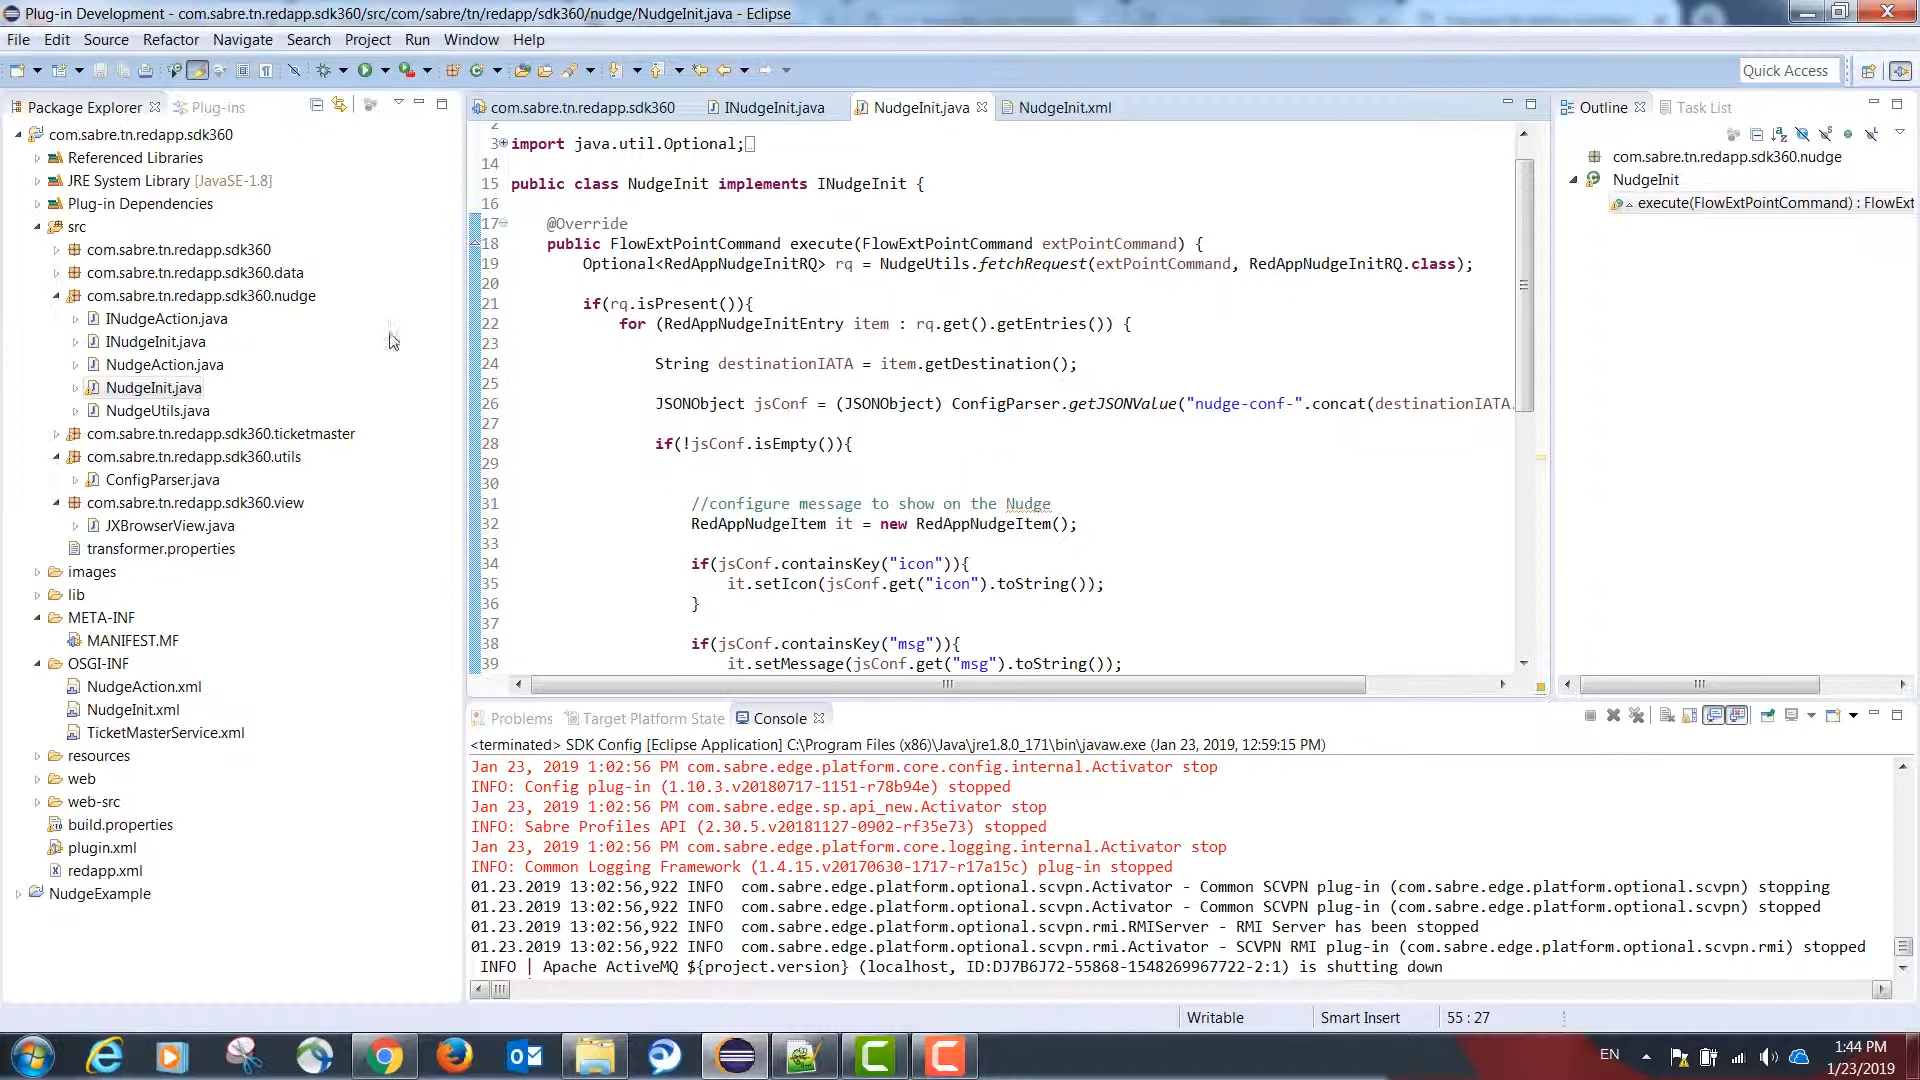 Plug-in Development - com.sabre.tn.redapp.sdk360/src/com/sabre/tn/redapp/sdk360/nudge/NudgeInit.java - Eclipse
File Edit Source Refactor Navigate Search Project Run Window Help
Quick Access
Package Explorer Plug-ins
com.sabre.tn.redapp.sdk360
Referenced Libraries
JRE System Library [JavaSE-1.8]
Plug-in Dependencies
src
com.sabre.tn.redapp.sdk360
com.sabre.tn.redapp.sdk360.data
com.sabre.tn.redapp.sdk360.nudge
INudgeAction.java
INudgeInit.java
NudgeAction.java
NudgeInit.java
NudgeUtils.java
com.sabre.tn.redapp.sdk360.ticketmaster
com.sabre.tn.redapp.sdk360.utils
ConfigParser.java
com.sabre.tn.redapp.sdk360.view
JXBrowserView.java
transformer.properties
images
lib
META-INF
MANIFEST.MF
OSGI-INF
NudgeAction.xml
NudgeInit.xml
TicketMasterService.xml
resources
web
web-src
build.properties
plugin.xml
redapp.xml
NudgeExample
com.sabre.tn.redapp.sdk360 INudgeInit.java NudgeInit.java NudgeInit.xml
2
3 import java.util.Optional;
14
15 public class NudgeInit implements INudgeInit {
16
17 @Override
18 public FlowExtPointCommand execute(FlowExtPointCommand extPointCommand) {
19 Optional<RedAppNudgeInitRQ> rq = NudgeUtils.fetchRequest(extPointCommand, RedAppNudgeInitRQ.class);
20
21 if(rq.isPresent()){
22 for (RedAppNudgeInitEntry item : rq.get().getEntries()) {
23
24 String destinationIATA = item.getDestination();
25
26 JSONObject jsConf = (JSONObject) ConfigParser.getJSONValue("nudge-conf-".concat(destinationIATA.
27
28 if(!jsConf.isEmpty()){
29
30
31 //configure message to show on the Nudge
32 RedAppNudgeItem it = new RedAppNudgeItem();
33
34 if(jsConf.containsKey("icon")){
35 it.setIcon(jsConf.get("icon").toString());
36 }
37
38 if(jsConf.containsKey("msg")){
39 it.setMessage(jsConf.get("msg").toString());
Outline Task List
com.sabre.tn.redapp.sdk360.nudge
NudgeInit
execute(FlowExtPointCommand) : FlowExt
Problems Target Platform State Console
<terminated> SDK Config [Eclipse Application] C:\Program Files (x86)\Java\jre1.8.0_171\bin\javaw.exe (Jan 23, 2019, 12:59:15 PM)
Jan 23, 2019 1:02:56 PM com.sabre.edge.platform.core.config.internal.Activator stop
INFO: Config plug-in (1.10.3.v20180717-1151-r78b94e) stopped
Jan 23, 2019 1:02:56 PM com.sabre.edge.sp.api_new.Activator stop
INFO: Sabre Profiles API (2.30.5.v20181127-0902-rf35e73) stopped
Jan 23, 2019 1:02:56 PM com.sabre.edge.platform.core.logging.internal.Activator stop
INFO: Common Logging Framework (1.4.15.v20170630-1717-r17a15c) plug-in stopped
01.23.2019 13:02:56,922 INFO com.sabre.edge.platform.optional.scvpn.Activator - Common SCVPN plug-in (com.sabre.edge.platform.optional.scvpn) stopping
01.23.2019 13:02:56,922 INFO com.sabre.edge.platform.optional.scvpn.Activator - Common SCVPN plug-in (com.sabre.edge.platform.optional.scvpn) stopped
01.23.2019 13:02:56,922 INFO com.sabre.edge.platform.optional.scvpn.rmi.RMIServer - RMI Server has been stopped
01.23.2019 13:02:56,922 INFO com.sabre.edge.platform.optional.scvpn.rmi.Activator - SCVPN RMI plug-in (com.sabre.edge.platform.optional.scvpn.rmi) stopped
INFO | Apache ActiveMQ ${project.version} (localhost, ID:DJ7B6J72-55868-1548269967722-2:1) is shutting down
Writable Smart Insert 55 : 27
EN
1:44 PM
1/23/2019